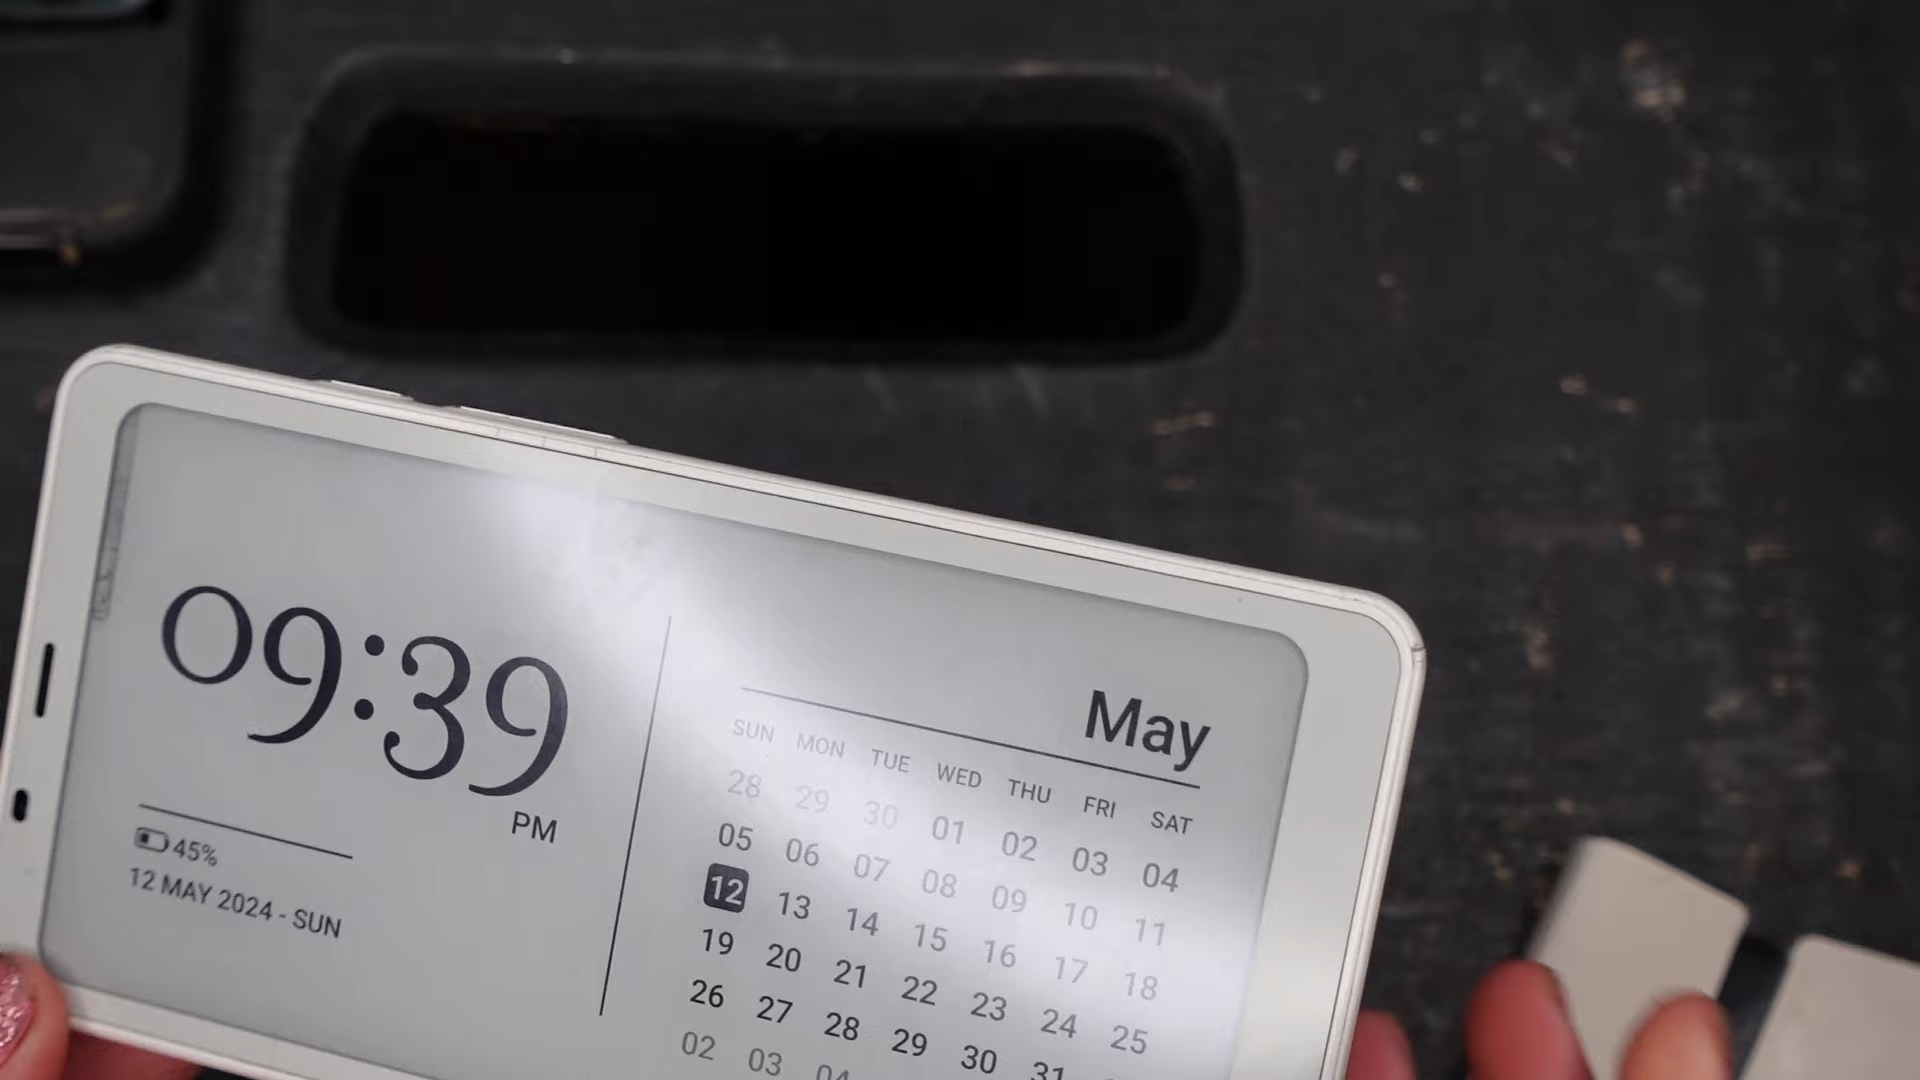 09:39
PM
45%
12 MAY 2024 - SUN
May
SUN MON TUE WED THU FRI SAT
28 29 30 01 02 03 04
05 06 07 08 09 10 11
12 13 14 15 16 17 18
19 20 21 22 23 24 25
26 27 28 29 30 31
02 03 04